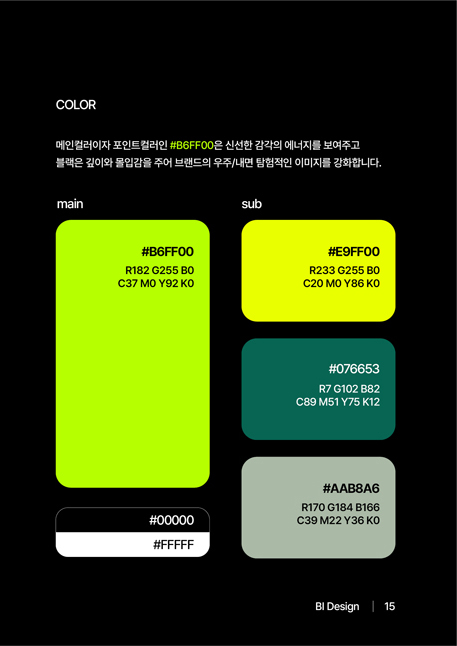 COLOR
메인컬러이자 포인트컬러인 #B6FF00은 신선한 감각의 에너지를 보여주고
블랙은 깊이와 몰입감을 주어 브랜드의 우주/내면 탐험적인 이미지를 강화합니다.
main
#B6FF00
R182 G255 B0
C37 M0 Y92 K0
#00000
#FFFFF
sub
#E9FF00
R233 G255 B0
C20 M0 Y86 K0
#076653
R7 G102 B82
C89 M51 Y75 K12
#AAB8A6
R170 G184 B166
C39 M22 Y36 K0
BI Design | 15